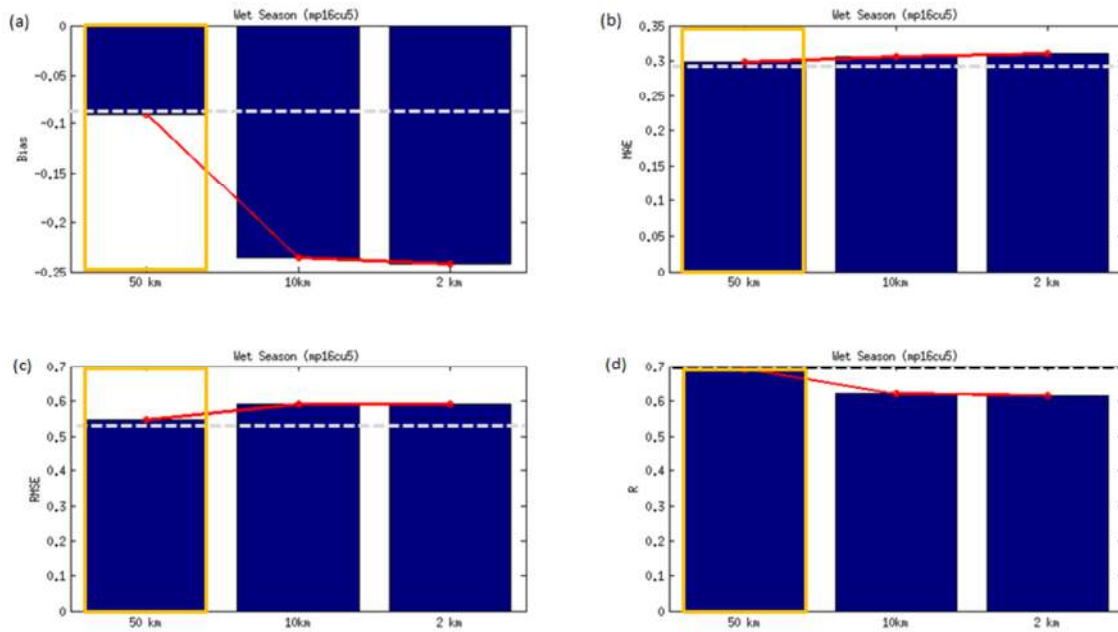 (a)
Wet Season (mp16cu5)
0
-0.05
-0.1
-0.15
-0.2
-0.25
Bias
50 km
10km
2 km
(b)
Wet Season (mp16cu5)
0.35
0.3
0.25
0.2
0.15
0.1
0.05
0
MAE
50 km
10km
2 km
(c)
Wet Season (mp16cu5)
0.7
0.6
0.5
0.4
0.3
0.2
0.1
0
RMSE
50 km
10km
2 km
(d)
Wet Season (mp16cu5)
0.7
0.6
0.5
0.4
0.3
0.2
0.1
0
R
50 km
10km
2 km